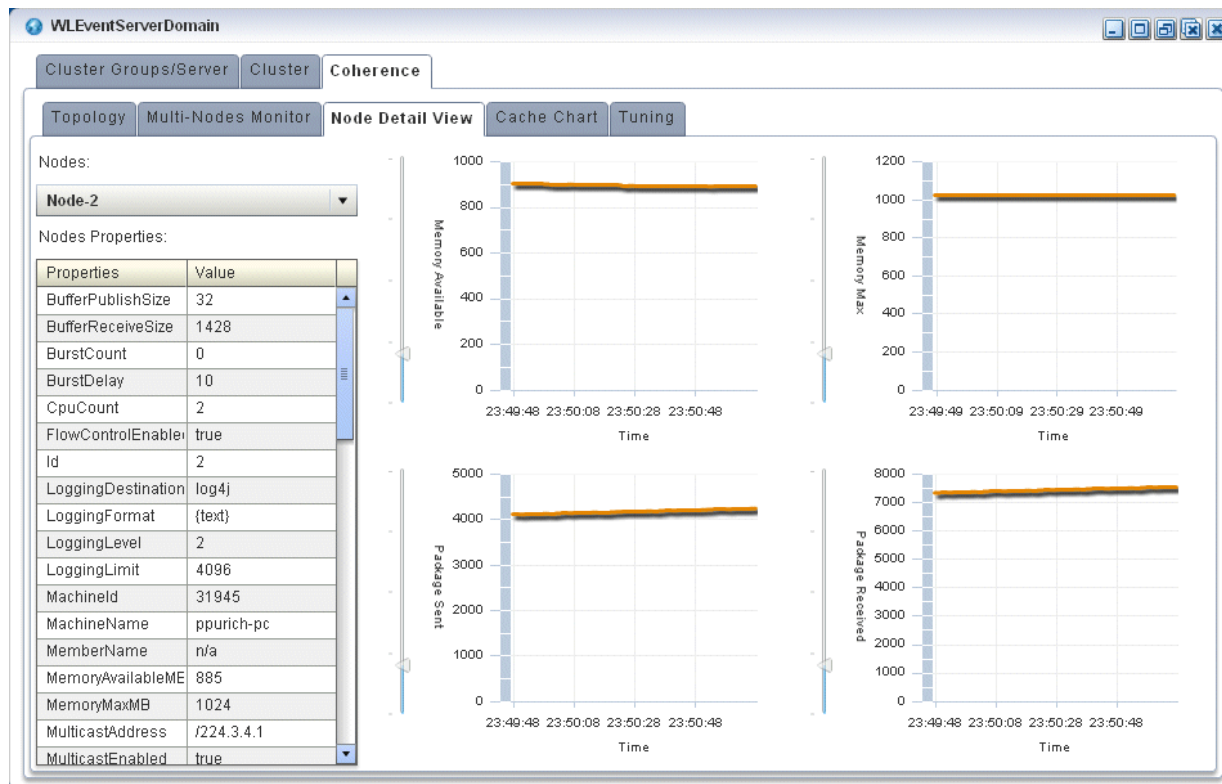 WLEventServerDomain
Cluster Groups/Server Cluster Coherence
Topology Multi-Nodes Monitor Node Detail View Cache Chart Tuning
Nodes:
Node-2
Nodes Properties:
Properties Value
BufferPublishSize 32
BufferReceiveSize 1428
BurstCount 0
BurstDelay 10
CpuCount 2
FlowControlEnable true
Id 2
LoggingDestination log4j
LoggingFormat {text}
LoggingLevel 2
LoggingLimit 4096
MachineId 31945
MachineName ppurich-pc
MemberName n/a
MemoryAvailableME 885
MemoryMaxMB 1024
MulticastAddress /224.3.4.1
MulticastEnabled true
1000
800
600
400
200
0
Memory Available
23:49:48 23:50:08 23:50:28 23:50:48
Time
1200
1000
800
600
400
200
0
Memory Max
23:49:49 23:50:09 23:50:29 23:50:49
Time
5000
4000
3000
2000
1000
0
Package Sent
23:49:48 23:50:08 23:50:28 23:50:48
Time
8000
7000
6000
5000
4000
3000
2000
1000
0
Package Received
23:49:48 23:50:08 23:50:28 23:50:48
Time